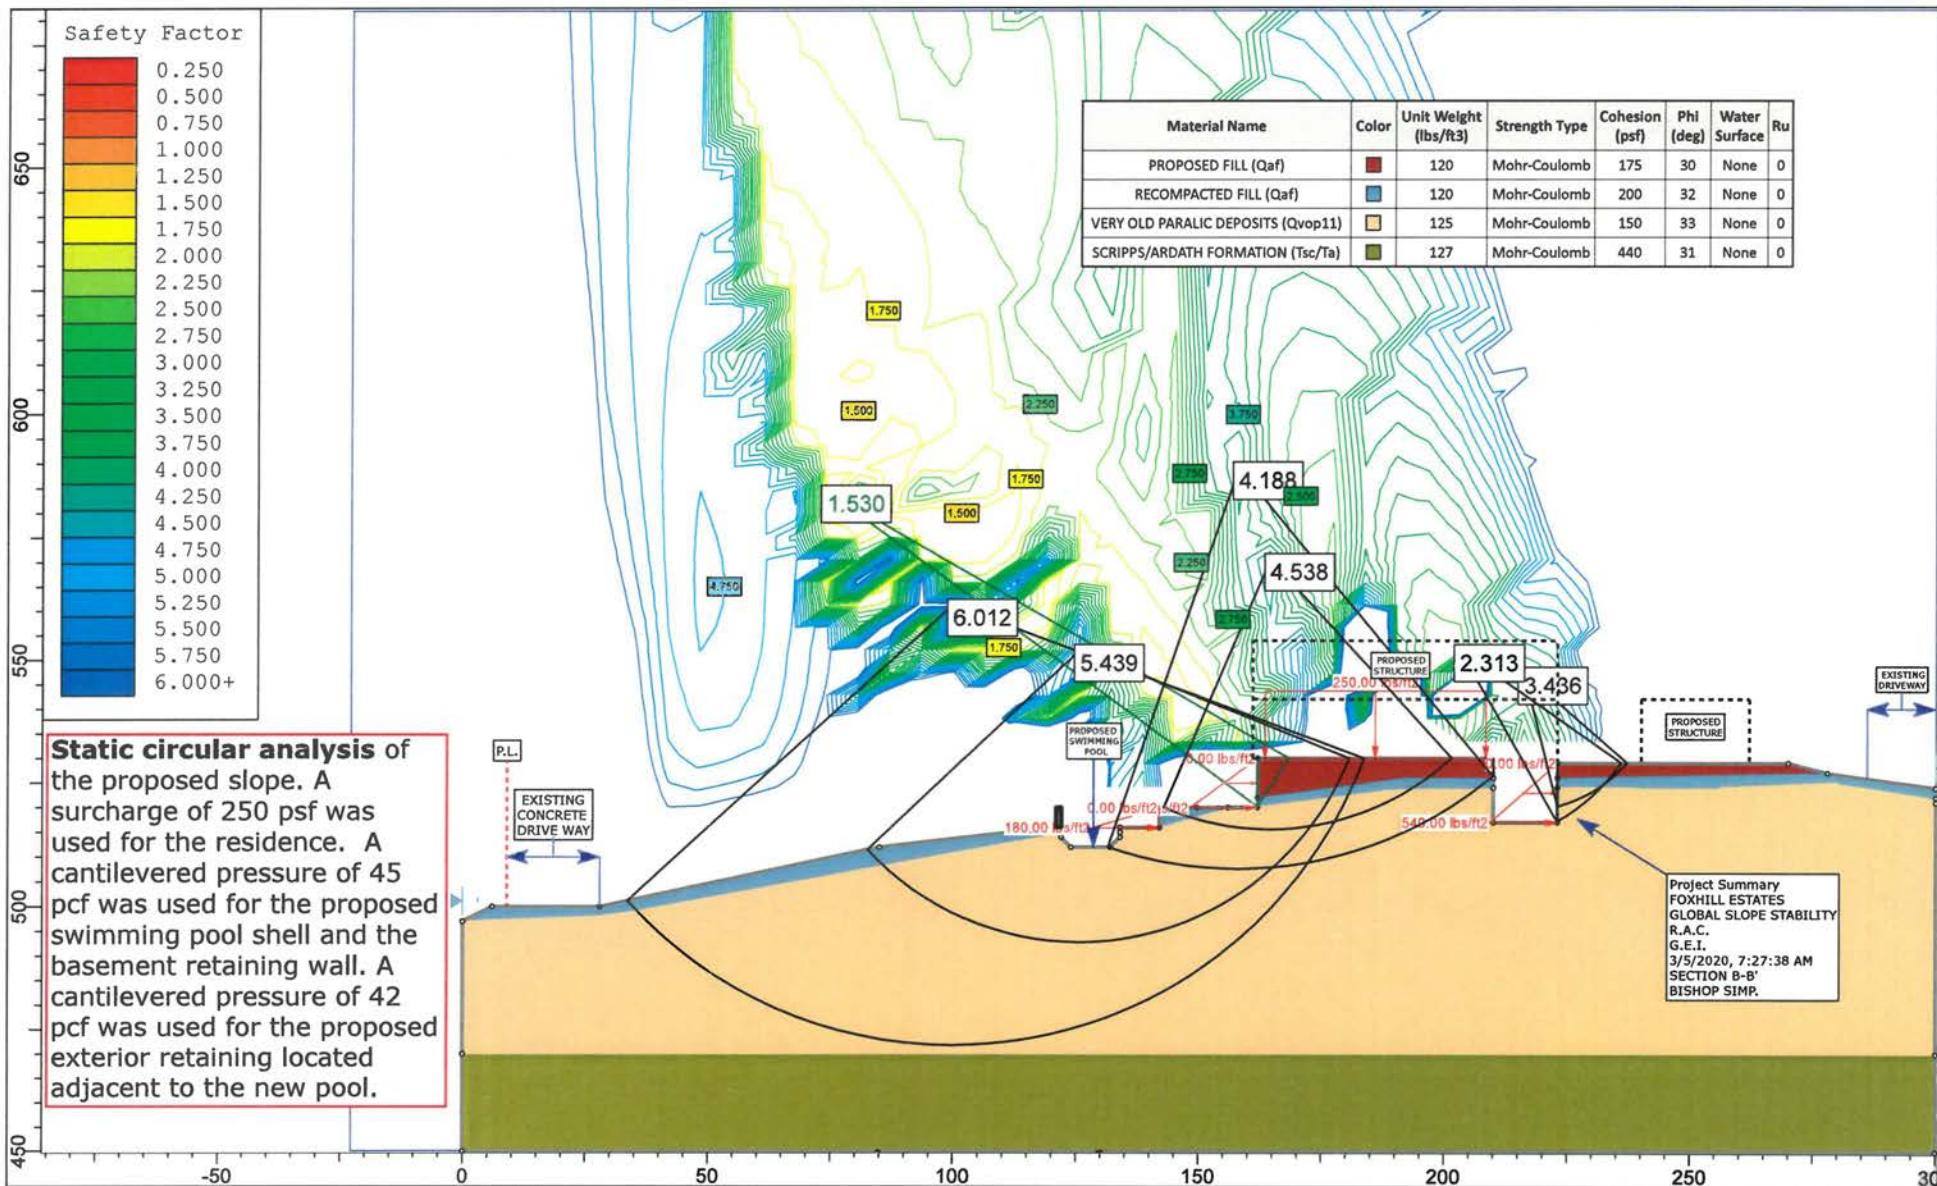 Safety Factor
0.250
0.500
0.750
1.000
1.250
1.500
1.750
2.000
2.250
2.500
2.750
3.000
3.250
3.500
3.750
4.000
4.250
4.500
4.750
5.000
5.250
5.500
5.750
6.000+
Material Name Color Unit Weight (lbs/ft3) Strength Type Cohesion (psf) Phi (deg) Water Surface Ru
PROPOSED FILL (Qaf) 120 Mohr-Coulomb 175 30 None 0
RECOMPACTED FILL (Qaf) 120 Mohr-Coulomb 200 32 None 0
VERY OLD PARALIC DEPOSITS (Qvop11) 125 Mohr-Coulomb 150 33 None 0
SCRIPPS/ARDATH FORMATION (Tsc/Ta) 127 Mohr-Coulomb 440 31 None 0
650
600
550
500
450
1.750
1.500
2.250
3.750
1.750
2.750
4.188
2.500
1.530
1.500
2.250
4.538
4.750
6.012
2.750
1.750
5.439
PROPOSED
STRUCTURE
2.313
3.436
250.00 lbs/ft2
EXISTING
DRIVEWAY
PROPOSED
STRUCTURE
PROPOSED
SWIMMING
POOL
P.L.
0.00 lbs/ft2
.00 lbs/ft2
EXISTING
CONCRETE
DRIVE WAY
0.00 lbs/ft2
s/ft2
180.00 lbs/ft2
540.00 lbs/ft2
Static circular analysis of
the proposed slope. A
surcharge of 250 psf was
used for the residence. A
cantilevered pressure of 45
pcf was used for the proposed
swimming pool shell and the
basement retaining wall. A
cantilevered pressure of 42
pcf was used for the proposed
exterior retaining located
adjacent to the new pool.
Project Summary
FOXHILL ESTATES
GLOBAL SLOPE STABILITY
R.A.C.
G.E.I.
3/5/2020, 7:27:38 AM
SECTION B-B'
BISHOP SIMP.
-50 0 50 100 150 200 250 30